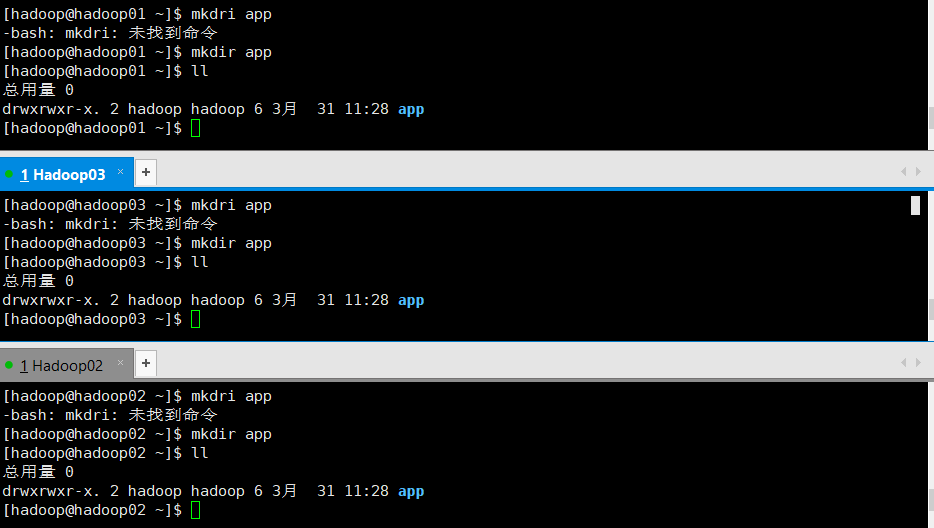 [hadoop@hadoop01 ~]$ mkdri app
-bash: mkdri: 未找到命令
[hadoop@hadoop01 ~]$ mkdir app
[hadoop@hadoop01 ~]$ ll
总用量 0
drwxrwxr-x. 2 hadoop hadoop 6 3月  31 11:28 app
[hadoop@hadoop01 ~]$
1 Hadoop03 × +
[hadoop@hadoop03 ~]$ mkdri app
-bash: mkdri: 未找到命令
[hadoop@hadoop03 ~]$ mkdir app
[hadoop@hadoop03 ~]$ ll
总用量 0
drwxrwxr-x. 2 hadoop hadoop 6 3月  31 11:28 app
[hadoop@hadoop03 ~]$
1 Hadoop02 × +
[hadoop@hadoop02 ~]$ mkdri app
-bash: mkdri: 未找到命令
[hadoop@hadoop02 ~]$ mkdir app
[hadoop@hadoop02 ~]$ ll
总用量 0
drwxrwxr-x. 2 hadoop hadoop 6 3月  31 11:28 app
[hadoop@hadoop02 ~]$